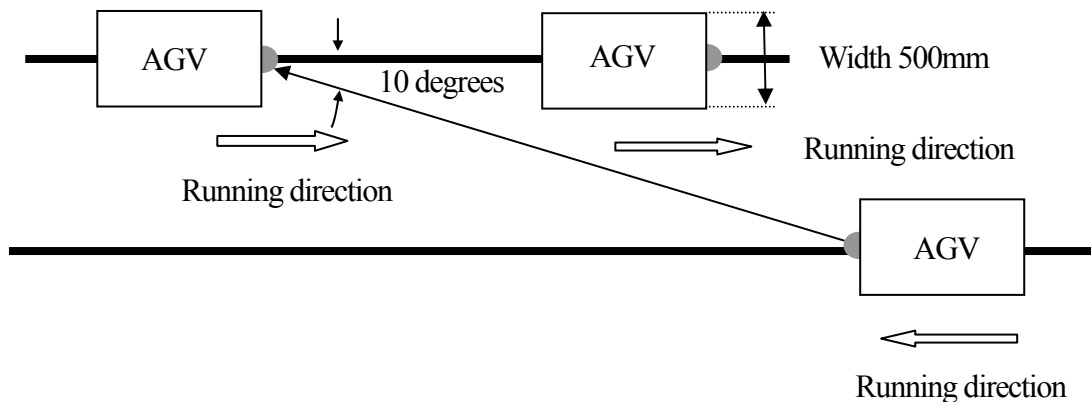 AGV
AGV
Width 500mm
10 degrees
Running direction
Running direction
AGV
Running direction